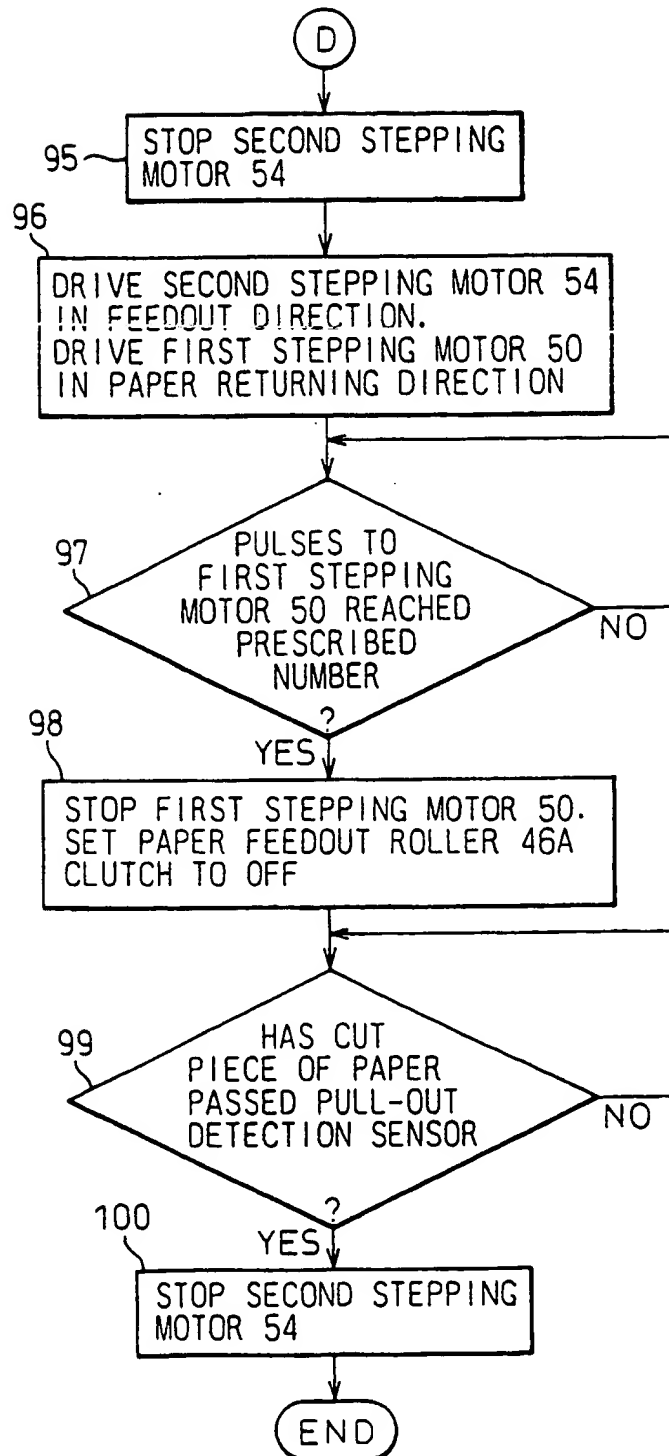 D
95
STOP SECOND STEPPING
MOTOR 54
96
DRIVE SECOND STEPPING MOTOR 54
IN FEEDOUT DIRECTION.
DRIVE FIRST STEPPING MOTOR 50
IN PAPER RETURNING DIRECTION
97
PULSES TO
FIRST STEPPING
MOTOR 50 REACHED
PRESCRIBED
NUMBER
?
NO
YES
98
STOP FIRST STEPPING MOTOR 50.
SET PAPER FEEDOUT ROLLER 46A
CLUTCH TO OFF
99
HAS CUT
PIECE OF PAPER
PASSED PULL-OUT
DETECTION SENSOR
?
NO
YES
100
STOP SECOND STEPPING
MOTOR 54
END